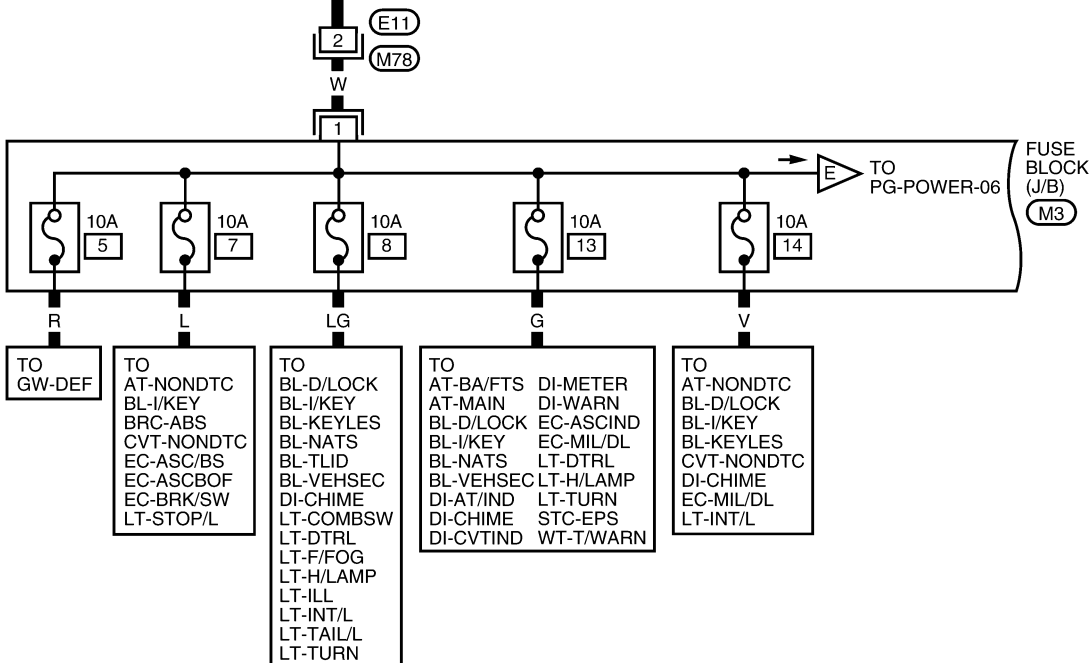 E11
2
M78
W
1
FUSE
BLOCK
(J/B)
M3
E
TO
PG-POWER-06
10A
5
10A
7
10A
8
10A
13
10A
14
R
L
LG
G
V
TO
GW-DEF
TO
AT-NONDTC
BL-I/KEY
BRC-ABS
CVT-NONDTC
EC-ASC/BS
EC-ASCBOF
EC-BRK/SW
LT-STOP/L
TO
BL-D/LOCK
BL-I/KEY
BL-KEYLES
BL-NATS
BL-TLID
BL-VEHSEC
DI-CHIME
LT-COMBSW
LT-DTRL
LT-F/FOG
LT-H/LAMP
LT-ILL
LT-INT/L
LT-TAIL/L
LT-TURN
TO
AT-BA/FTS DI-METER
AT-MAIN DI-WARN
BL-D/LOCK EC-ASCIND
BL-I/KEY EC-MIL/DL
BL-NATS LT-DTRL
BL-VEHSEC LT-H/LAMP
DI-AT/IND LT-TURN
DI-CHIME STC-EPS
DI-CVTIND WT-T/WARN
TO
AT-NONDTC
BL-D/LOCK
BL-I/KEY
BL-KEYLES
CVT-NONDTC
DI-CHIME
EC-MIL/DL
LT-INT/L